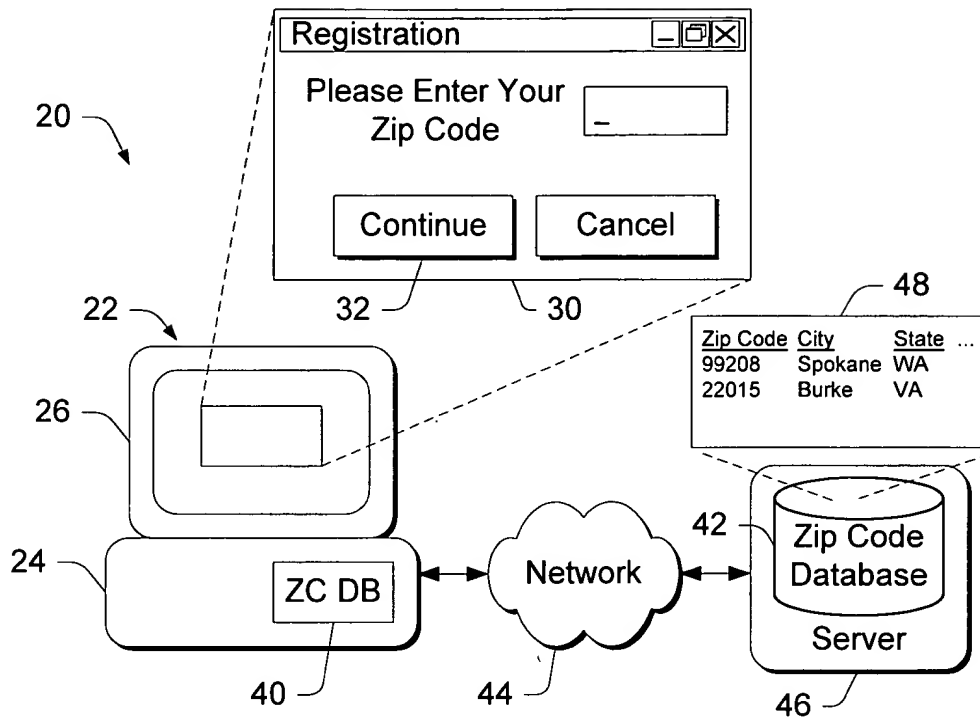 Registration
Please Enter Your
Zip Code
_
Continue
Cancel
20
32
30
22
48
Zip Code City State ...
99208 Spokane WA
22015 Burke VA
26
24
42
Zip Code
Database
Network
ZC DB
Server
40
44
46